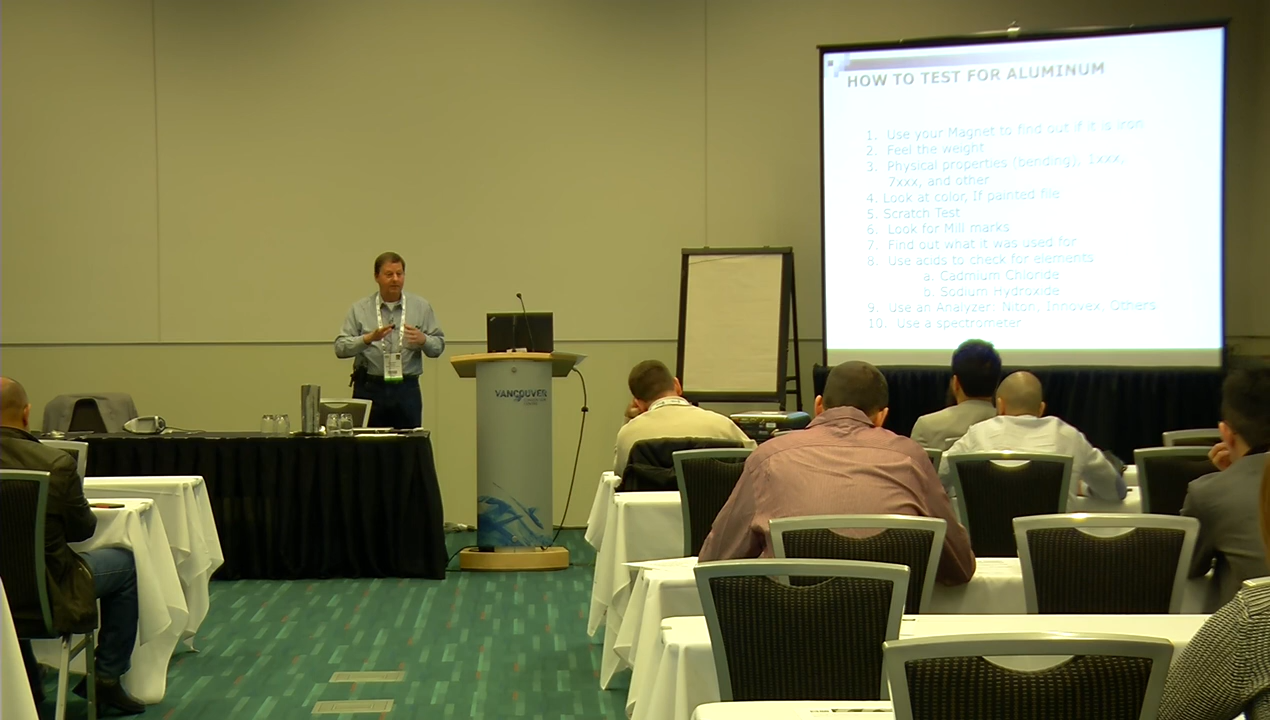 HOW TO TEST FOR ALUMINUM
1. Use your Magnet to find out if it is iron
2. Feel the weight
3. Physical properties (bending), 1xxx,
7xxx, and other
4. Look at color, If painted file
5. Scratch Test
6. Look for Mill marks
7. Find out what it was used for
8. Use acids to check for elements
a. Cadmium Chloride
b. Sodium Hydroxide
9. Use an Analyzer: Niton, Innovex, Others
10. Use a spectrometer
VANCOUVER